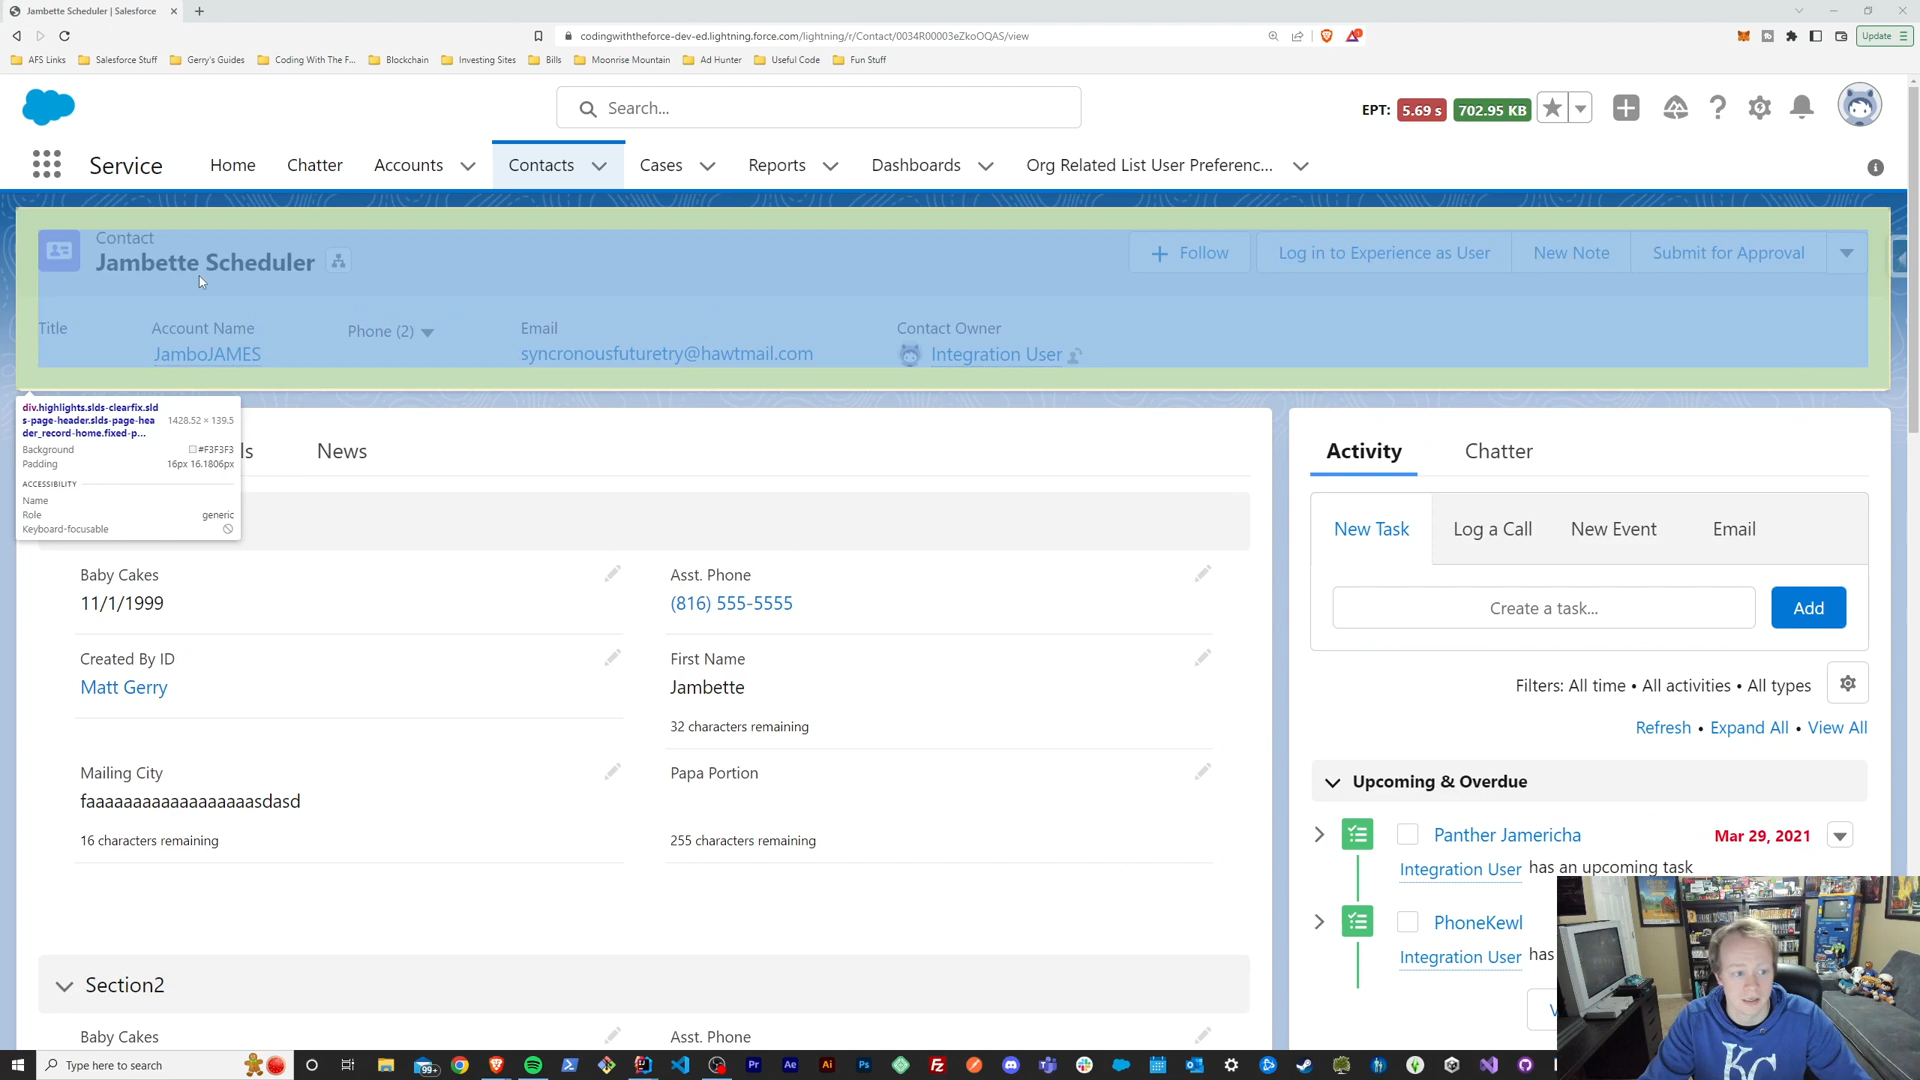 Jambette Scheduler | Salesforce
codingwiththeforce-dev-ed.lightning.force.com/lightning/r/Contact/0034R00003eZkoOQAS/view
Update
AFS Links
Salesforce Stuff
Gerry's Guides
Coding With The F...
Blockchain
Investing Sites
Bills
Moonrise Mountain
Ad Hunter
Useful Code
Fun Stuff
Search...
EPT: 5.69 s 702.95 KB
Service
Home
Chatter
Accounts
Contacts
Cases
Reports
Dashboards
Org Related List User Preferenc...
Contact
Jambette Scheduler
Follow
Log in to Experience as User
New Note
Submit for Approval
Title
Account Name
Phone (2)
Email
Contact Owner
JamboJAMES
syncronousfuturetry@hawtmail.com
Integration User
div.highlights.slds-clearfix.sld
s-page-header.slds-page-hea
der_record-home.fixed-p...
1428.52 × 139.5
Background #F3F3F3
Padding 16px 16.1806px
ACCESSIBILITY
Name
Role generic
Keyboard-focusable
ls
News
Baby Cakes
11/1/1999
Asst. Phone
(816) 555-5555
Created By ID
Matt Gerry
First Name
Jambette
32 characters remaining
Mailing City
faaaaaaaaaaaaaaaaaasdasd
16 characters remaining
Papa Portion
255 characters remaining
Section2
Baby Cakes
Asst. Phone
Activity
Chatter
New Task
Log a Call
New Event
Email
Create a task...
Add
Filters: All time • All activities • All types
Refresh • Expand All • View All
Upcoming & Overdue
Panther Jamericha
Mar 29, 2021
Integration User has an upcoming task
PhoneKewl
Integration User has
V
KC
Type here to search
99+
Pr
Ae
Ai
Ps